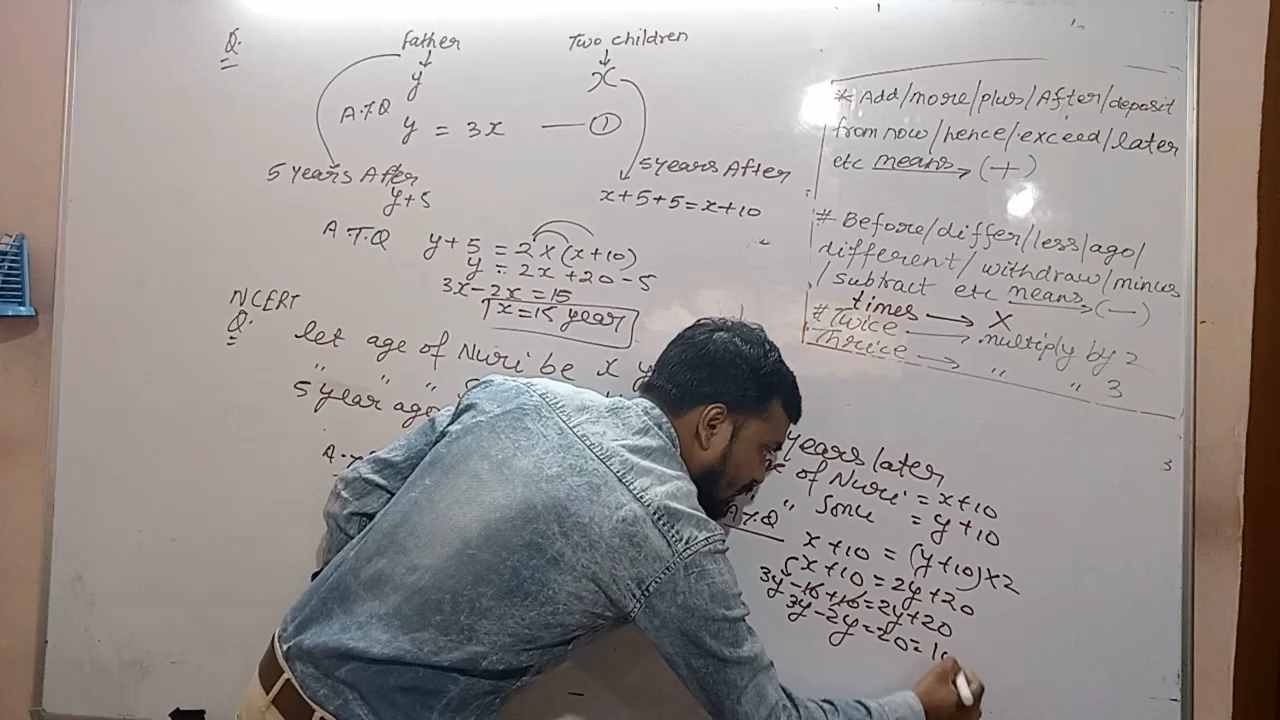 Q.
father
Two children
y
x
A.T.Q
y = 3x — ①
5 years After
y+5
5 years After
x+5+5=x+10
A.T.Q y+5 = 2×(x+10)
y = 2x+20-5
3x-2x=15
x=15 year
NCERT
Q. let age of Nuri be x
" " "
5 year ago
* Add/more/plus/After/deposit
from now/hence/exceed/later
etc means (+)
# Before/differ/less/ago/
different/withdraw/minus
/subtract etc means (—)
times → ×
# Twice → multiply by 2
Thrice → " " 3
years later
of Nuri = x+10
" Sonu = y+10
A.T.Q
x+10 = (y+10)×2
x+10=2y+20
3y-10+10=2y+20
3y-2y=20=